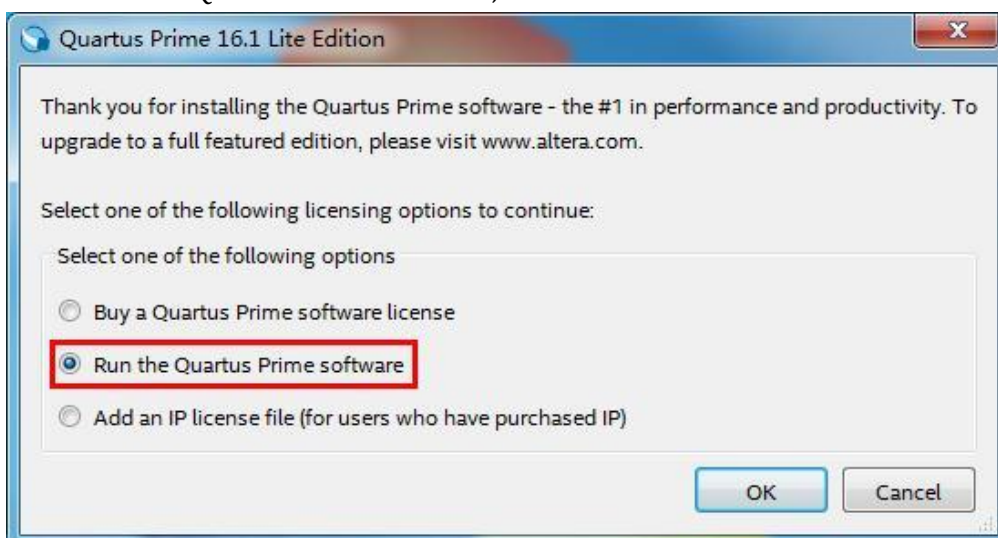 Quartus Prime 16.1 Lite Edition
Thank you for installing the Quartus Prime software - the #1 in performance and productivity. To
upgrade to a full featured edition, please visit www.altera.com.
Select one of the following licensing options to continue:
Select one of the following options
Buy a Quartus Prime software license
Run the Quartus Prime software
Add an IP license file (for users who have purchased IP)
OK
Cancel